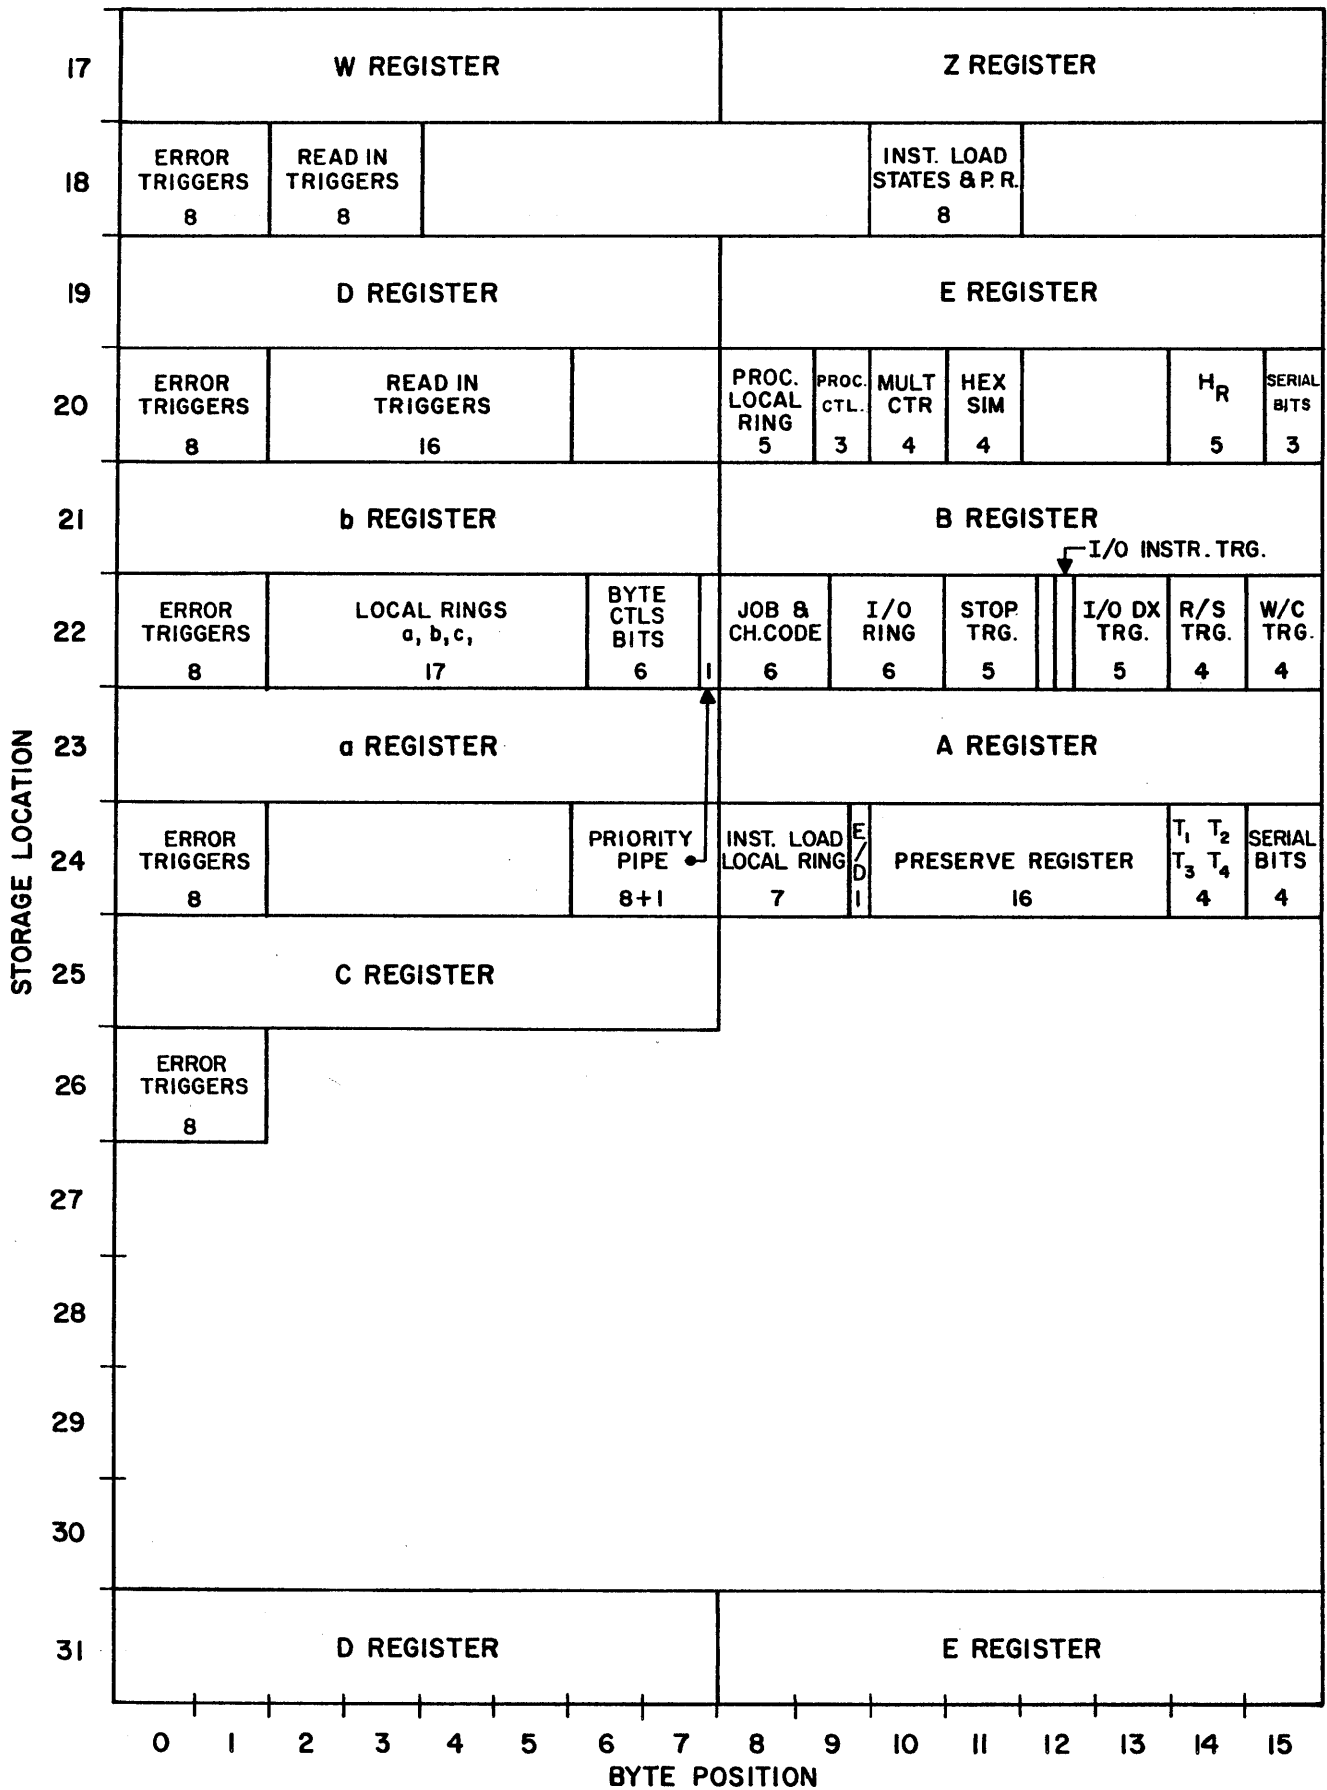 17
W REGISTER
Z REGISTER
18
ERROR
TRIGGERS
8
READ IN
TRIGGERS
8
INST. LOAD
STATES & P.R.
8
19
D REGISTER
E REGISTER
20
ERROR
TRIGGERS
8
READ IN
TRIGGERS
16
PROC.
LOCAL
RING
5
PROC.
CTL.
3
MULT
CTR
4
HEX
SIM
4
HR
5
SERIAL
BITS
3
21
b REGISTER
B REGISTER
I/O INSTR. TRG.
22
ERROR
TRIGGERS
8
LOCAL RINGS
a, b, c,
17
BYTE
CTLS
BITS
6
1
JOB &
CH. CODE
6
I/O
RING
6
STOP
TRG.
5
I/O DX
TRG.
5
R/S
TRG.
4
W/C
TRG.
4
23
a REGISTER
A REGISTER
24
ERROR
TRIGGERS
8
PRIORITY
PIPE
8+1
INST. LOAD
LOCAL RING
7
E
/
D
1
PRESERVE REGISTER
16
T1 T2
T3 T4
4
SERIAL
BITS
4
25
C REGISTER
26
ERROR
TRIGGERS
8
27
28
29
30
31
D REGISTER
E REGISTER
STORAGE LOCATION
0 1 2 3 4 5 6 7 8 9 10 11 12 13 14 15
BYTE POSITION